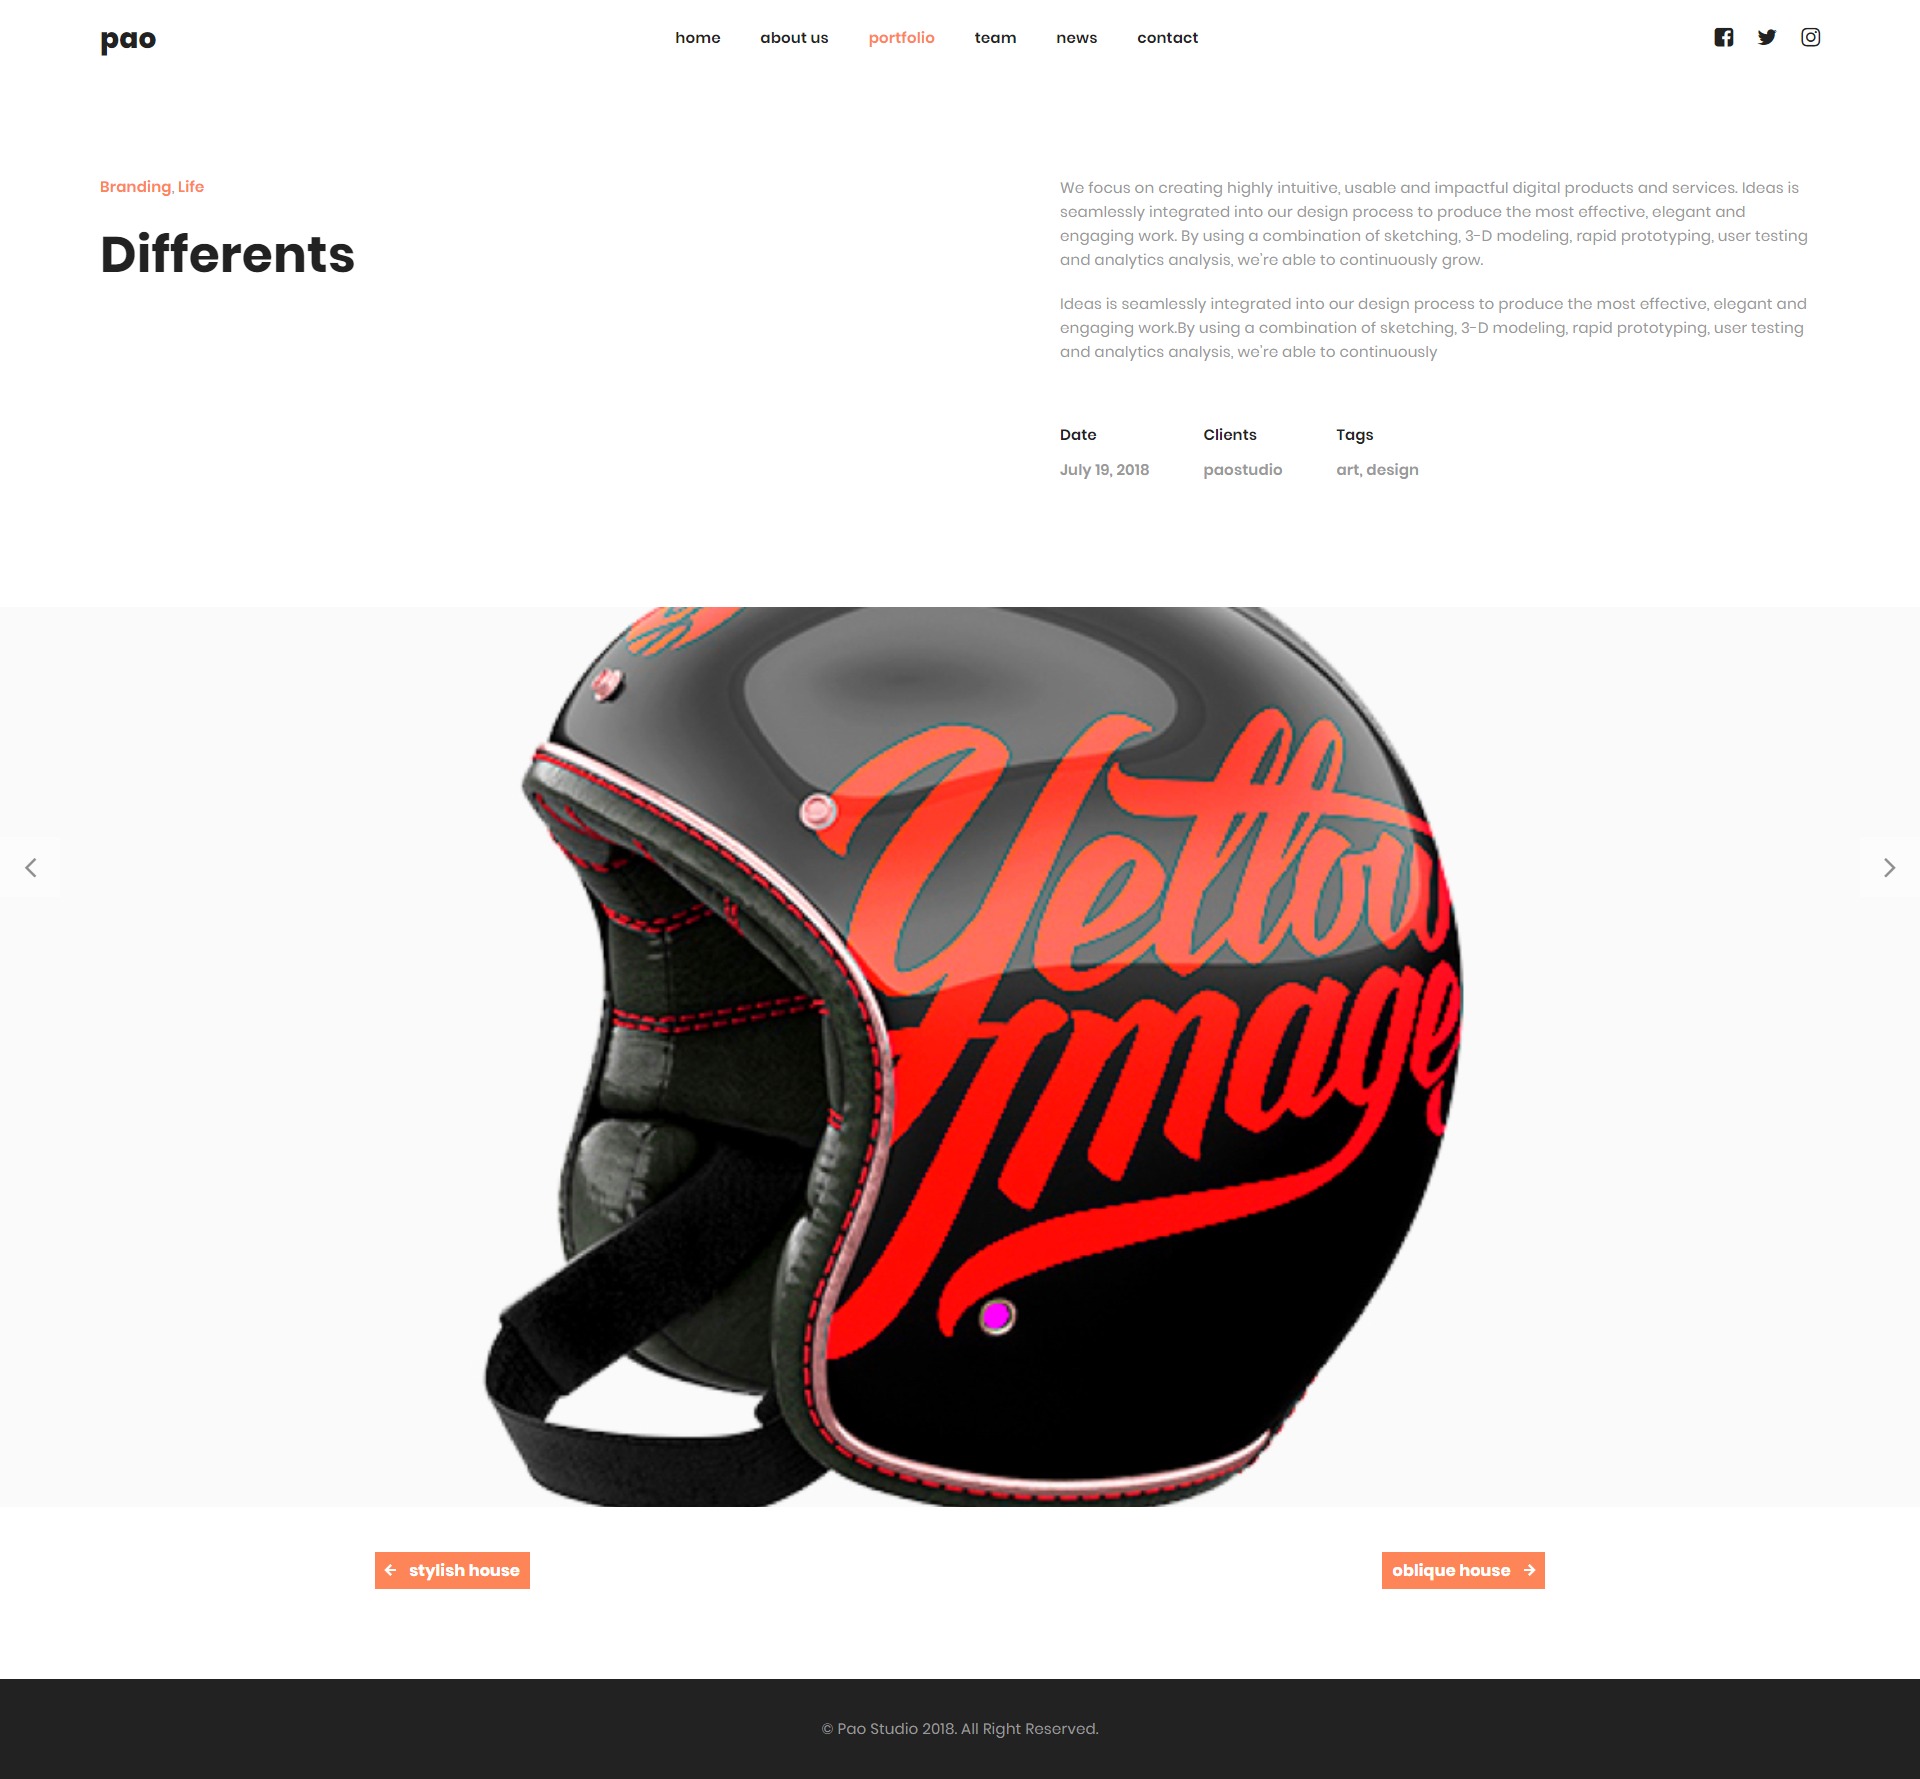 pao
home about us portfolio team news contact
Branding, Life
Differents
We focus on creating highly intuitive, usable and impactful digital products and services. Ideas is
seamlessly integrated into our design process to produce the most effective, elegant and
engaging work. By using a combination of sketching, 3-D modeling, rapid prototyping, user testing
and analytics analysis, we're able to continuously grow.
Ideas is seamlessly integrated into our design process to produce the most effective, elegant and
engaging work.By using a combination of sketching, 3-D modeling, rapid prototyping, user testing
and analytics analysis, we're able to continuously
Date Clients Tags
July 19, 2018 paostudio art, design
Yellow
Image
stylish house
oblique house
© Pao Studio 2018. All Right Reserved.